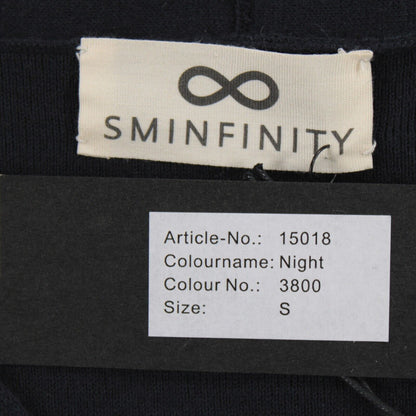 SMINFINITY
Article-No.: 15018
Colourname: Night
Colour No.: 3800
Size: S